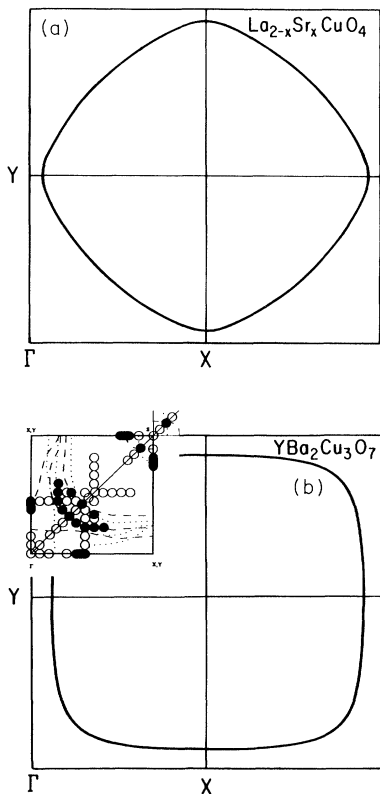 (a)
La₂₋ₓSrₓCuO₄
Y
Γ
X
X,Y
X
YBa₂Cu₃O₇
(b)
Γ
X,Y
Y
Γ
X